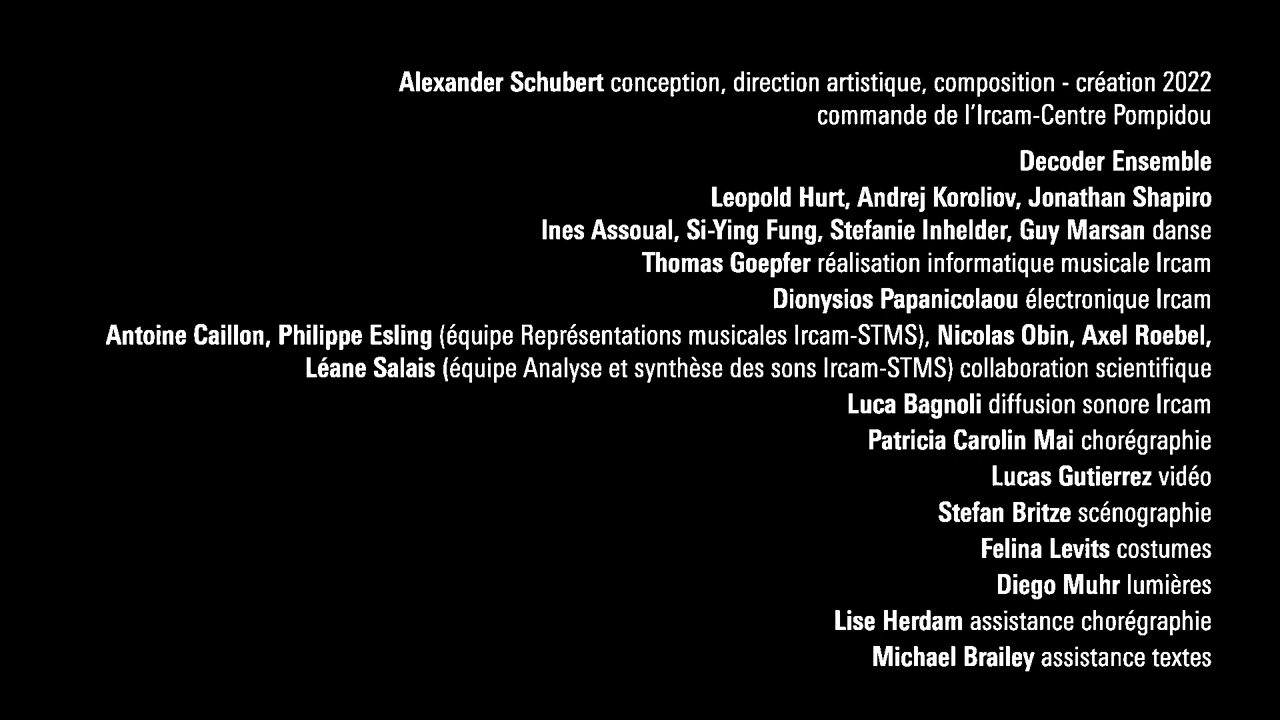 Alexander Schubert conception, direction artistique, composition - création 2022
commande de l’Ircam-Centre Pompidou
Decoder Ensemble
Leopold Hurt, Andrej Koroliov, Jonathan Shapiro
Ines Assoual, Si-Ying Fung, Stefanie Inhelder, Guy Marsan danse
Thomas Goepfer réalisation informatique musicale Ircam
Dionysios Papanicolaou électronique Ircam
Antoine Caillon, Philippe Esling (équipe Représentations musicales Ircam-STMS), Nicolas Obin, Axel Roebel,
Léane Salais (équipe Analyse et synthèse des sons Ircam-STMS) collaboration scientifique
Luca Bagnoli diffusion sonore Ircam
Patricia Carolin Mai chorégraphie
Lucas Gutierrez vidéo
Stefan Britze scénographie
Felina Levits costumes
Diego Muhr lumières
Lise Herdam assistance chorégraphie
Michael Brailey assistance textes